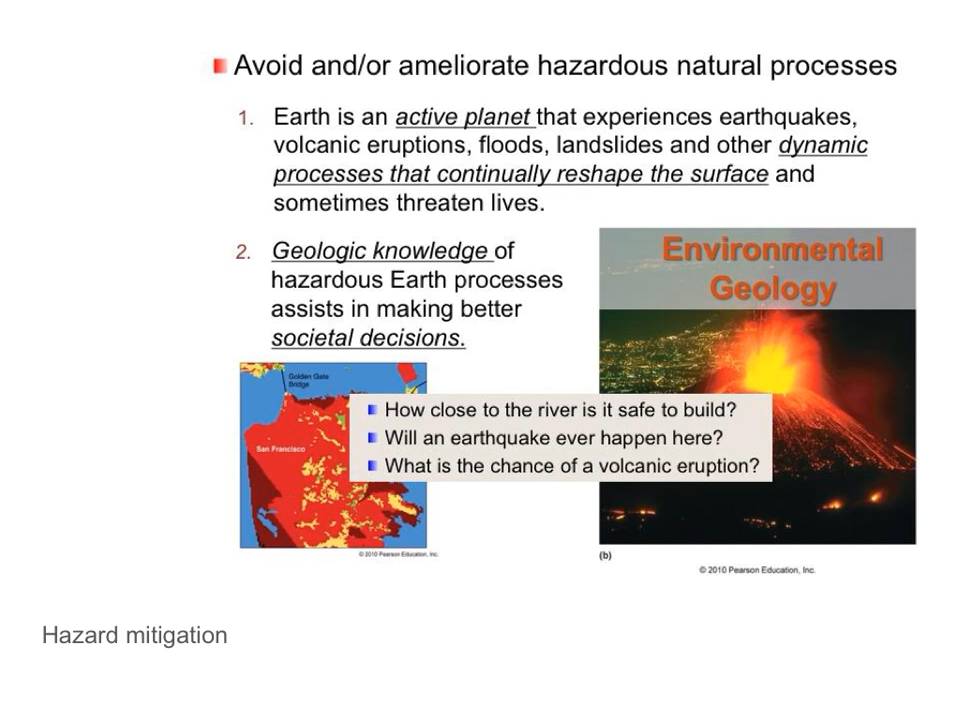 Avoid and/or ameliorate hazardous natural processes
1. Earth is an active planet that experiences earthquakes,
volcanic eruptions, floods, landslides and other dynamic
processes that continually reshape the surface and
sometimes threaten lives.
2. Geologic knowledge of
hazardous Earth processes
assists in making better
societal decisions.
Environmental
Geology
Golden Gate
Bridge
San Francisco
How close to the river is it safe to build?
Will an earthquake ever happen here?
What is the chance of a volcanic eruption?
© 2010 Pearson Education, Inc.
(b)
© 2010 Pearson Education, Inc.
Hazard mitigation